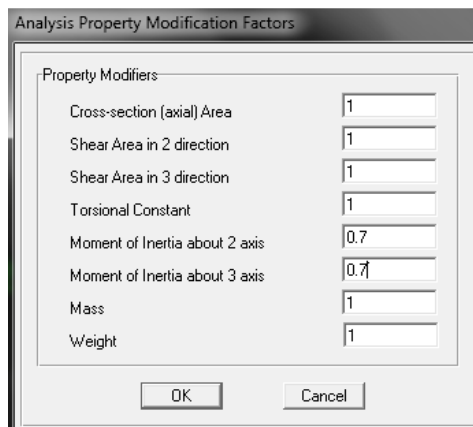 Analysis Property Modification Factors
Property Modifiers
Cross-section (axial) Area 1
Shear Area in 2 direction 1
Shear Area in 3 direction 1
Torsional Constant 1
Moment of Inertia about 2 axis 0.7
Moment of Inertia about 3 axis 0.7
Mass 1
Weight 1
OK Cancel